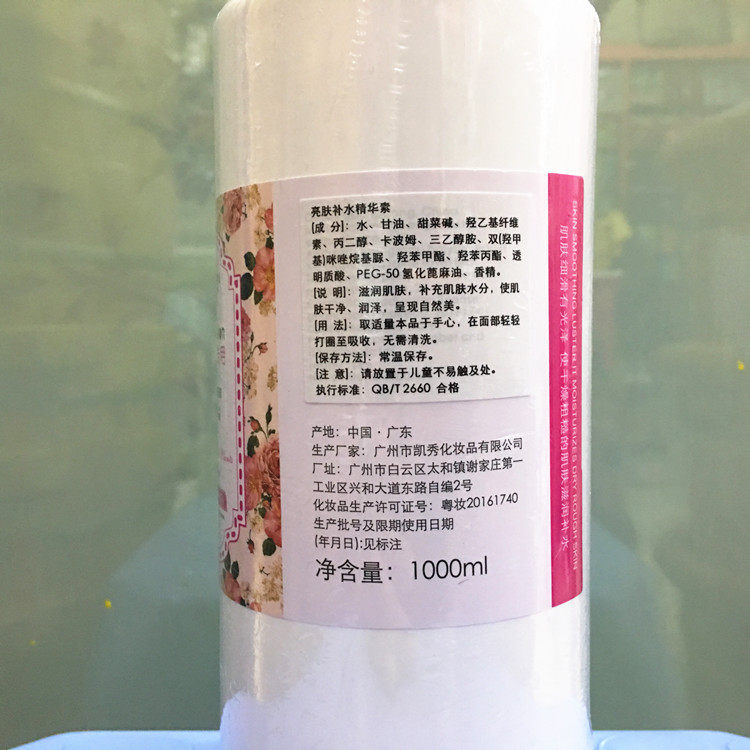 亮肤补水精华素
[成 分]：水、甘油、甜菜碱、羟乙基纤维
素、丙二醇、卡波姆、三乙醇胺、双(羟甲
基)咪唑烷基脲、羟苯甲酯、羟苯丙酯、透
明质酸、PEG-50氢化蓖麻油、香精。
[说 明]：滋润肌肤，补充肌肤水分，使肌
肤干净、润泽，呈现自然美。
[用 法]：取适量本品于手心，在面部轻轻
打圈至吸收，无需清洗。
[保存方法]：常温保存。
[注 意]：请放置于儿童不易触及处。
执行标准：QB/T 2660 合格
产地：中国·广东
生产厂家：广州市凯秀化妆品有限公司
厂址：广州市白云区太和镇谢家庄第一
工业区兴和大道东路自编2号
化妆品生产许可证号：粤妆20161740
生产批号及限期使用日期
(年月日):见标注
净含量：1000ml
SKIN SMOOTHING LUSTER,IT MOISTURIZES DRY ROUGH SKIN
肌肤细滑有光泽 使干燥粗糙的肌肤滋润补水